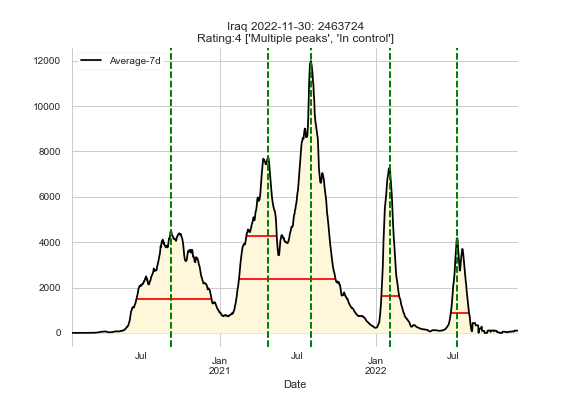 Iraq 2022-11-30: 2463724
Rating:4 ['Multiple peaks', 'In control']
Average-7d
12000
10000
8000
6000
4000
2000
0
Jul Jan Jul Jan Jul
2021 2022
Date